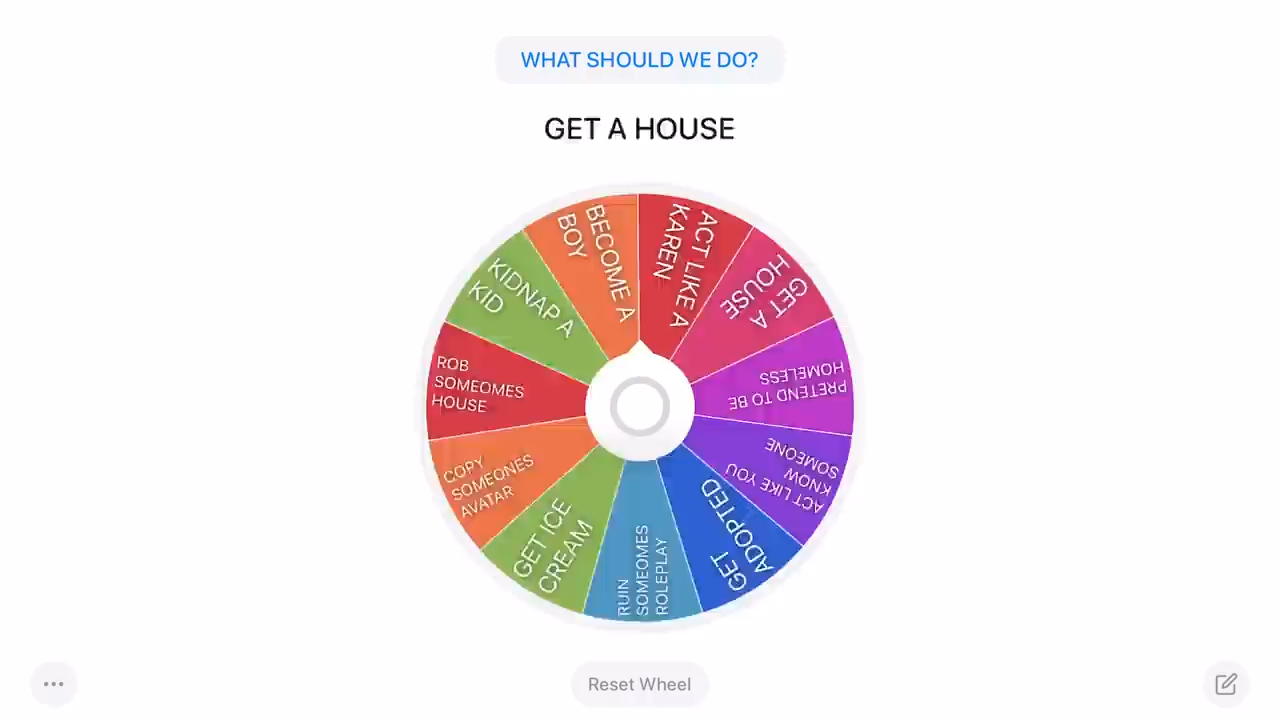 WHAT SHOULD WE DO?
GET A HOUSE
BECOME A
BOY
ACT LIKE A
KAREN
GET A
HOUSE
PRETEND TO BE
HOMELESS
ACT LIKE YOU
KNOW
SOMEONE
GET
ADOPTED
RUIN
SOMEOMES
ROLEPLAY
GET ICE
CREAM
COPY
SOMEONES
AVATAR
ROB
SOMEOMES
HOUSE
KIDNAP A
KID
Reset Wheel